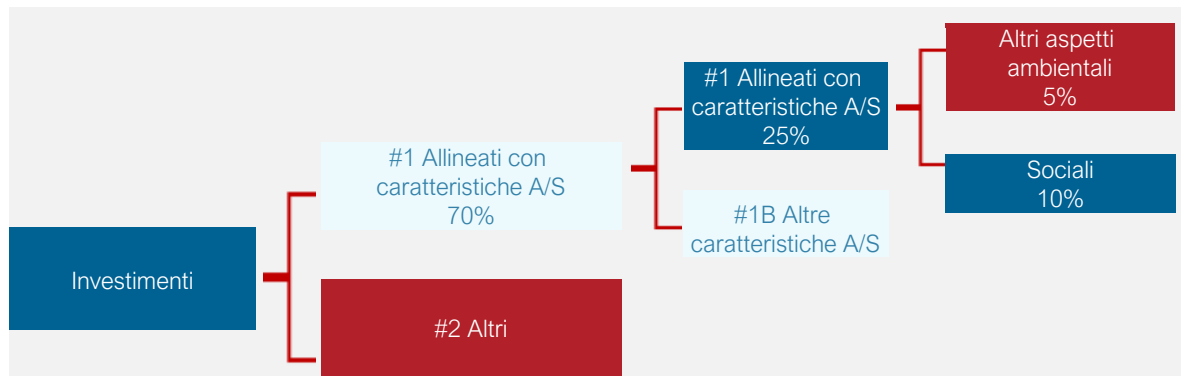 Investimenti
#1 Allineati con
caratteristiche A/S
70%
#2 Altri
#1 Allineati con
caratteristiche A/S
25%
#1B Altre
caratteristiche A/S
Altri aspetti
ambientali
5%
Sociali
10%